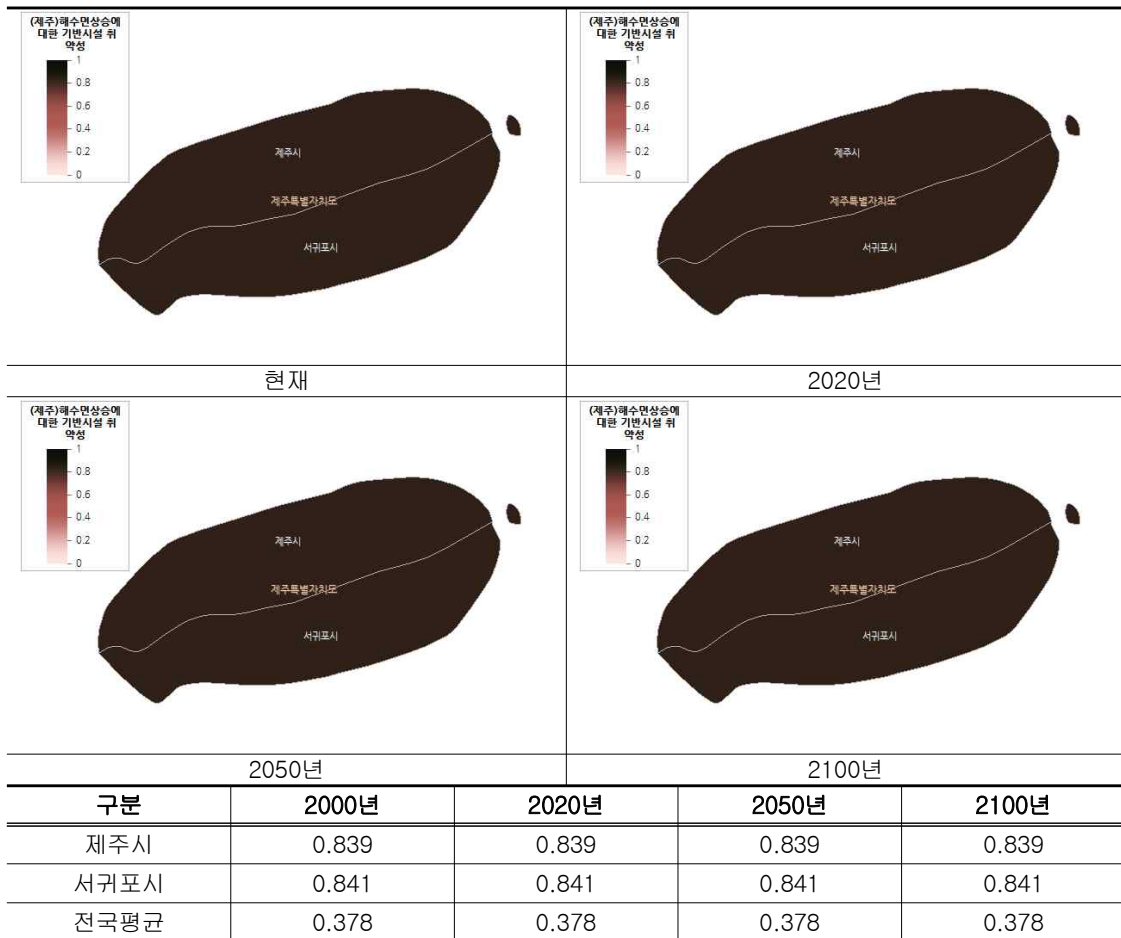 (제주)해수면상승에
대한 기반시설 취
약성
1
0.8
0.6
0.4
0.2
0
제주시
제주특별자치도
서귀포시
(제주)해수면상승에
대한 기반시설 취
약성
1
0.8
0.6
0.4
0.2
0
제주시
제주특별자치도
서귀포시
현재 2020년
(제주)해수면상승에
대한 기반시설 취
약성
1
0.8
0.6
0.4
0.2
0
제주시
제주특별자치도
서귀포시
(제주)해수면상승에
대한 기반시설 취
약성
1
0.8
0.6
0.4
0.2
0
제주시
제주특별자치도
서귀포시
2050년 2100년
구분 2000년 2020년 2050년 2100년
제주시 0.839 0.839 0.839 0.839
서귀포시 0.841 0.841 0.841 0.841
전국평균 0.378 0.378 0.378 0.378